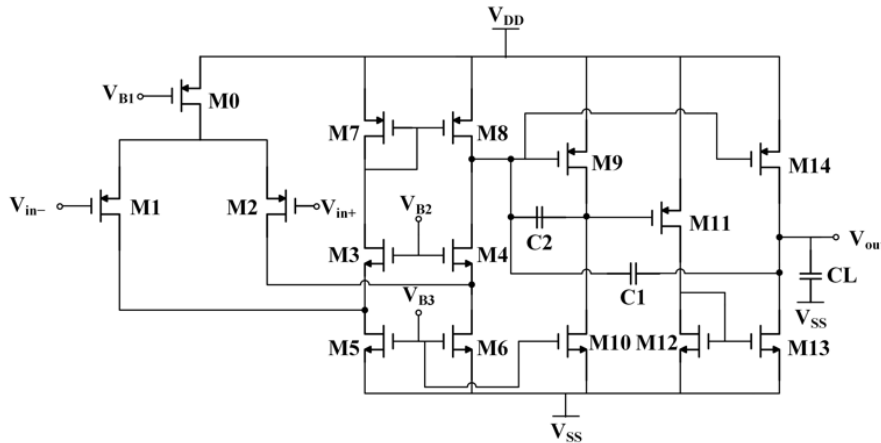 VDD
VB1
M0
M7
M8
M9
M14
Vin−
M1
M2
Vin+
VB2
M11
C2
Vou
M3
M4
C1
CL
VB3
VSS
M5
M6
M10
M12
M13
VSS